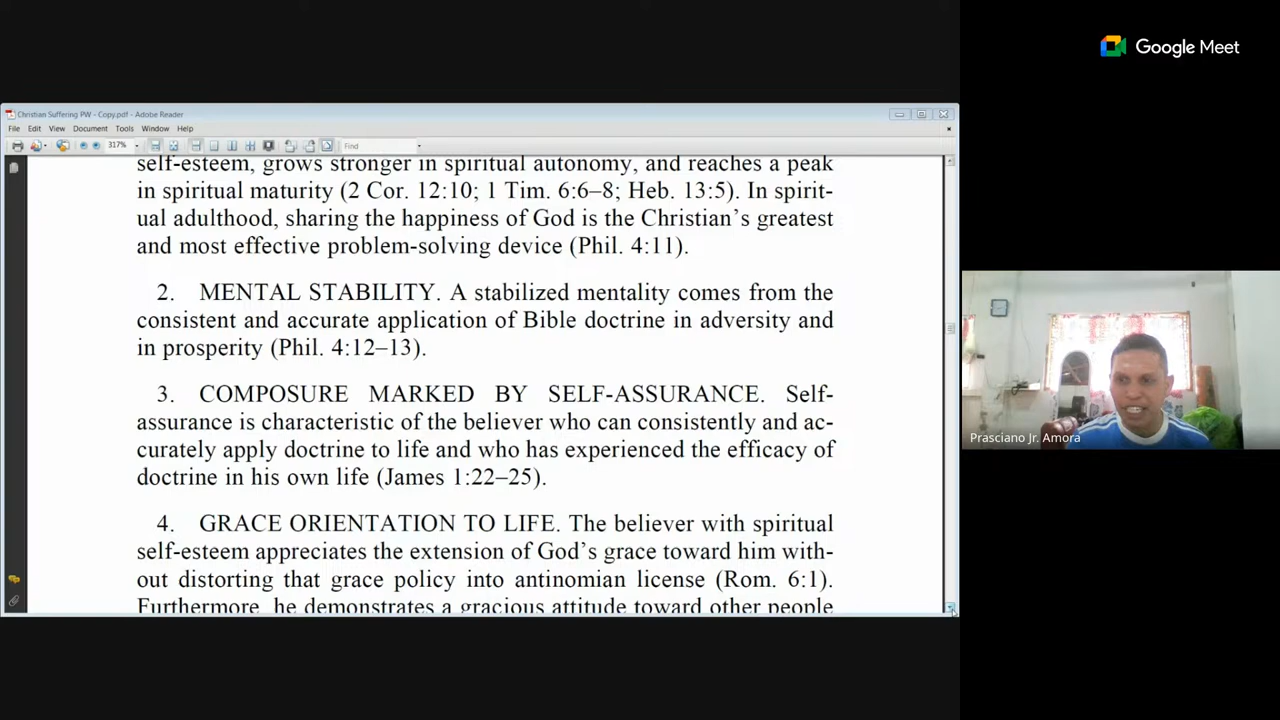 Google Meet
Christian Suffering PW - Copy.pdf - Adobe Reader
File Edit View Document Tools Window Help
317% Find
self-esteem, grows stronger in spiritual autonomy, and reaches a peak
in spiritual maturity (2 Cor. 12:10; 1 Tim. 6:6–8; Heb. 13:5). In spirit-
ual adulthood, sharing the happiness of God is the Christian’s greatest
and most effective problem-solving device (Phil. 4:11).
2. MENTAL STABILITY. A stabilized mentality comes from the
consistent and accurate application of Bible doctrine in adversity and
in prosperity (Phil. 4:12–13).
3. COMPOSURE MARKED BY SELF-ASSURANCE. Self-
assurance is characteristic of the believer who can consistently and ac-
curately apply doctrine to life and who has experienced the efficacy of
doctrine in his own life (James 1:22–25).
4. GRACE ORIENTATION TO LIFE. The believer with spiritual
self-esteem appreciates the extension of God’s grace toward him with-
out distorting that grace policy into antinomian license (Rom. 6:1).
Furthermore, he demonstrates a gracious attitude toward other people
Prasciano Jr. Amora